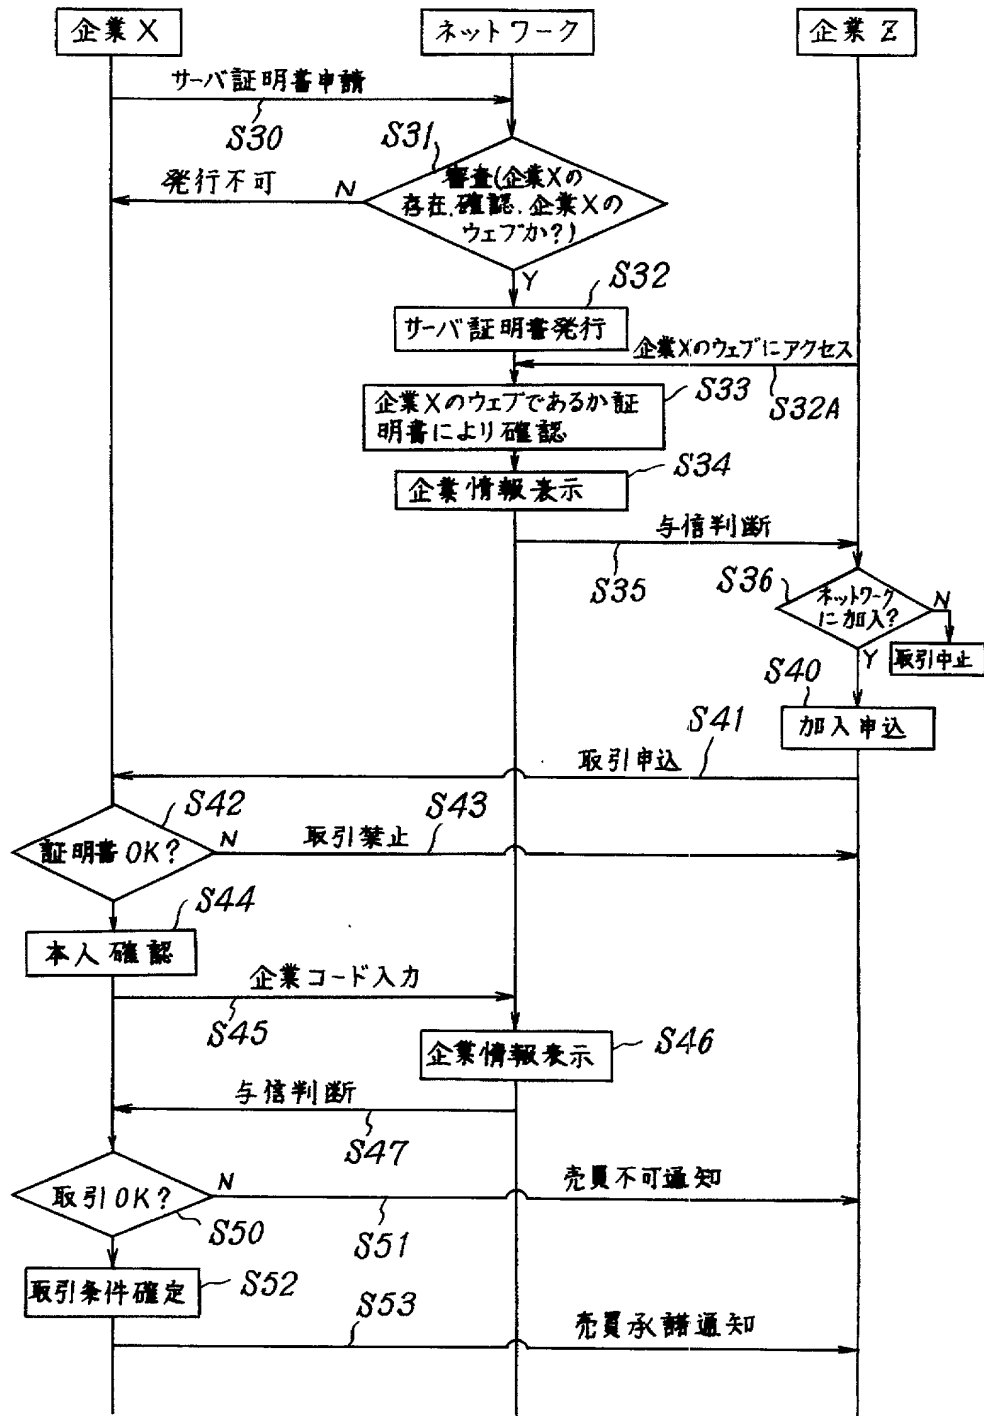 企業X
ネットワーク
企業Z
サーバ証明書申請
S30
S31
発行不可
N
審査(企業Xの
存在,確認,企業Xの
ウェブか?)
Y
S32
サーバ証明書発行
企業Xのウェブにアクセス
S32A
S33
企業Xのウェブであるか証
明書により確認
S34
企業情報表示
与信判断
S35
S36
ネットワーク
に加入?
N
取引中止
Y
S40
加入申込
S41
取引申込
S42
証明書OK?
N
取引禁止
S43
S44
本人確認
企業コード入力
S45
企業情報表示
S46
与信判断
S47
取引OK?
N
S50
S51
売買不可通知
取引条件確定
S52
S53
売買承諾通知